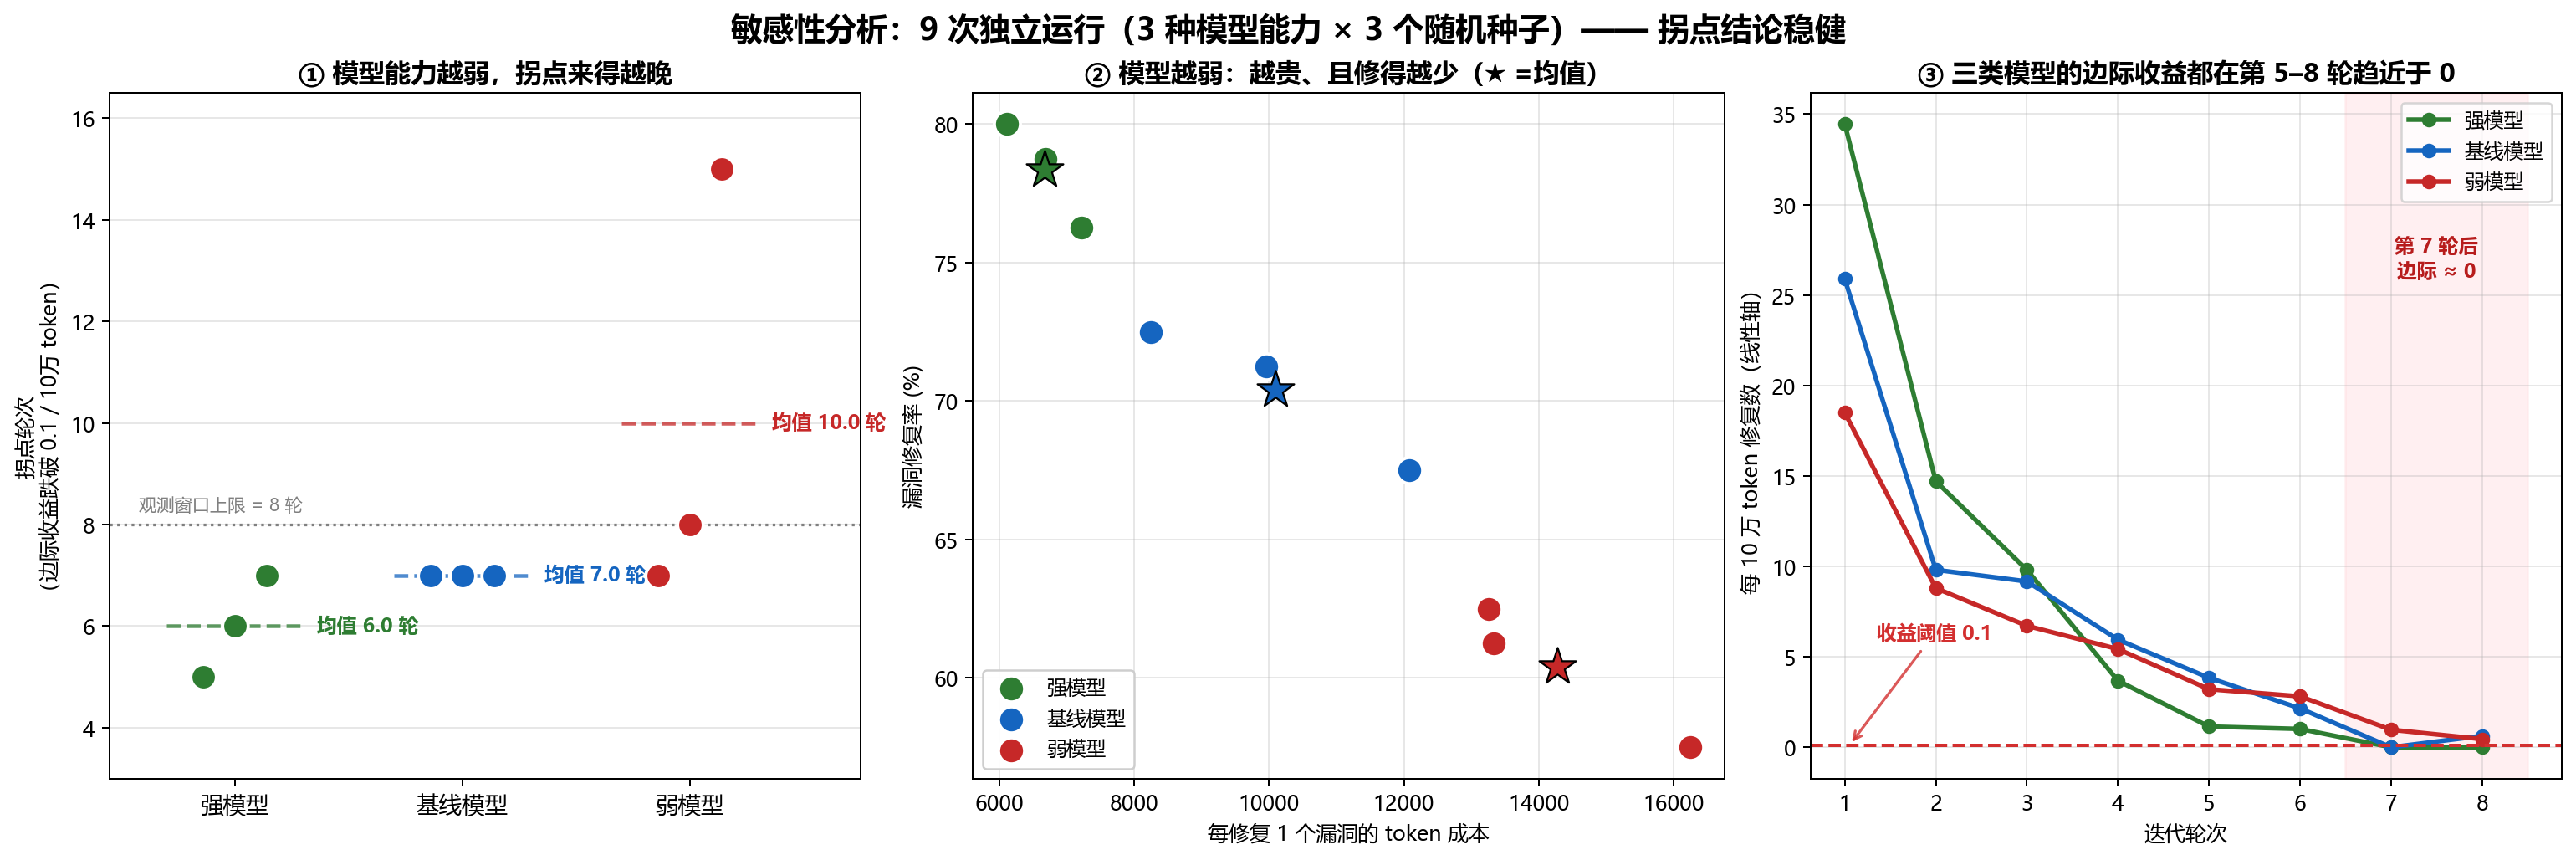 敏感性分析：9 次独立运行（3 种模型能力 × 3 个随机种子）—— 拐点结论稳健
① 模型能力越弱，拐点来得越晚
拐点轮次
(边际收益跌破 0.1 / 10万 token)
16
14
12
10
8
6
4
观测窗口上限 = 8 轮
均值 6.0 轮
均值 7.0 轮
均值 10.0 轮
强模型
基线模型
弱模型
② 模型越弱：越贵、且修得越少（★ =均值）
漏洞修复率 (%)
80
75
70
65
60
强模型
基线模型
弱模型
6000
8000
10000
12000
14000
16000
每修复 1 个漏洞的 token 成本
③ 三类模型的边际收益都在第 5–8 轮趋近于 0
每 10 万 token 修复数（线性轴）
35
30
25
20
15
10
5
0
强模型
基线模型
弱模型
第 7 轮后
边际 ≈ 0
收益阈值 0.1
1
2
3
4
5
6
7
8
迭代轮次